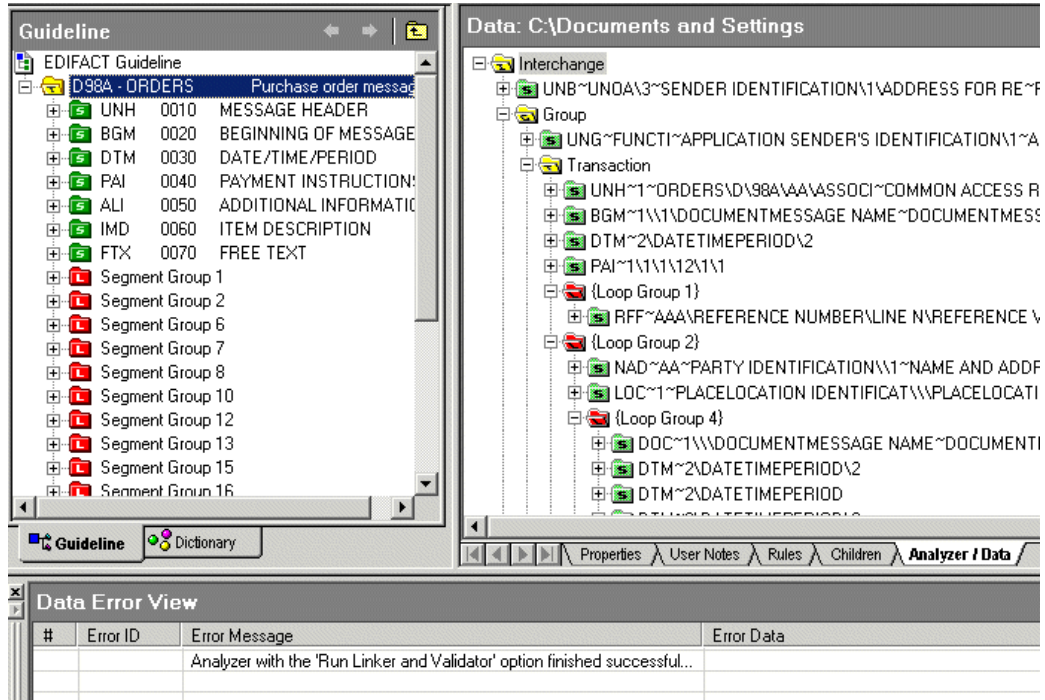 Guideline
EDIFACT Guideline
D98A - ORDERS Purchase order messag
UNH 0010 MESSAGE HEADER
BGM 0020 BEGINNING OF MESSAGE
DTM 0030 DATE/TIME/PERIOD
PAI 0040 PAYMENT INSTRUCTION
ALI 0050 ADDITIONAL INFORMATIO
IMD 0060 ITEM DESCRIPTION
FTX 0070 FREE TEXT
Segment Group 1
Segment Group 2
Segment Group 6
Segment Group 7
Segment Group 8
Segment Group 10
Segment Group 12
Segment Group 13
Segment Group 15
Segment Group 16
Guideline Dictionary
Data: C:\Documents and Settings
Interchange
UNB~UNOA\3~SENDER IDENTIFICATION\1\ADDRESS FOR RE~R
Group
UNG~FUNCTI~APPLICATION SENDER'S IDENTIFICATION\1~A
Transaction
UNH~1~ORDERS\D\98A\AA\ASSOCI~COMMON ACCESS R
BGM~1\\1\DOCUMENTMESSAGE NAME~DOCUMENTMESS
DTM~2\DATETIMEPERIOD\2
PAI~1\1\1\12\1\1
{Loop Group 1}
RFF~AAA\REFERENCE NUMBER\LINE N\REFERENCE V
{Loop Group 2}
NAD~AA~PARTY IDENTIFICATION\\1~NAME AND ADDR
LOC~1~PLACELOCATION IDENTIFICAT\\\PLACELOCATI
{Loop Group 4}
DOC~1\\\DOCUMENTMESSAGE NAME~DOCUMENT
DTM~2\DATETIMEPERIOD\2
DTM~2\DATETIMEPERIOD
Properties User Notes Rules Children Analyzer / Data
Data Error View
# Error ID Error Message Error Data
Analyzer with the 'Run Linker and Validator' option finished successful...